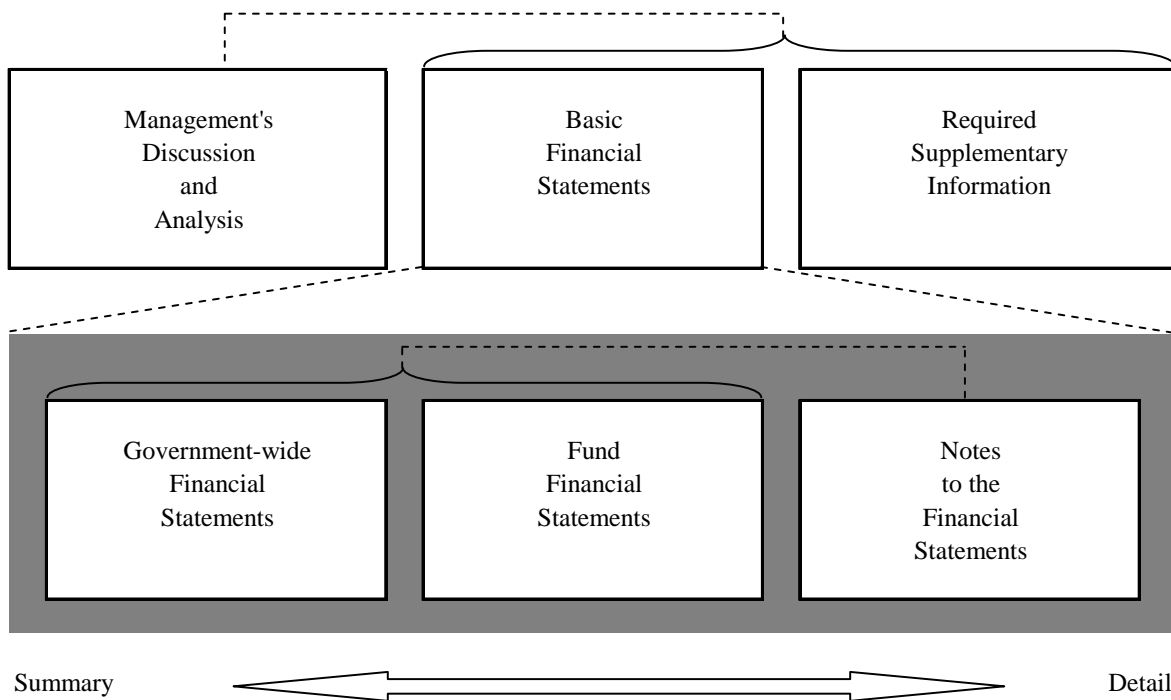 Management's
Discussion
and
Analysis
Basic
Financial
Statements
Required
Supplementary
Information
Government-wide
Financial
Statements
Fund
Financial
Statements
Notes
to the
Financial
Statements
Summary
Detail